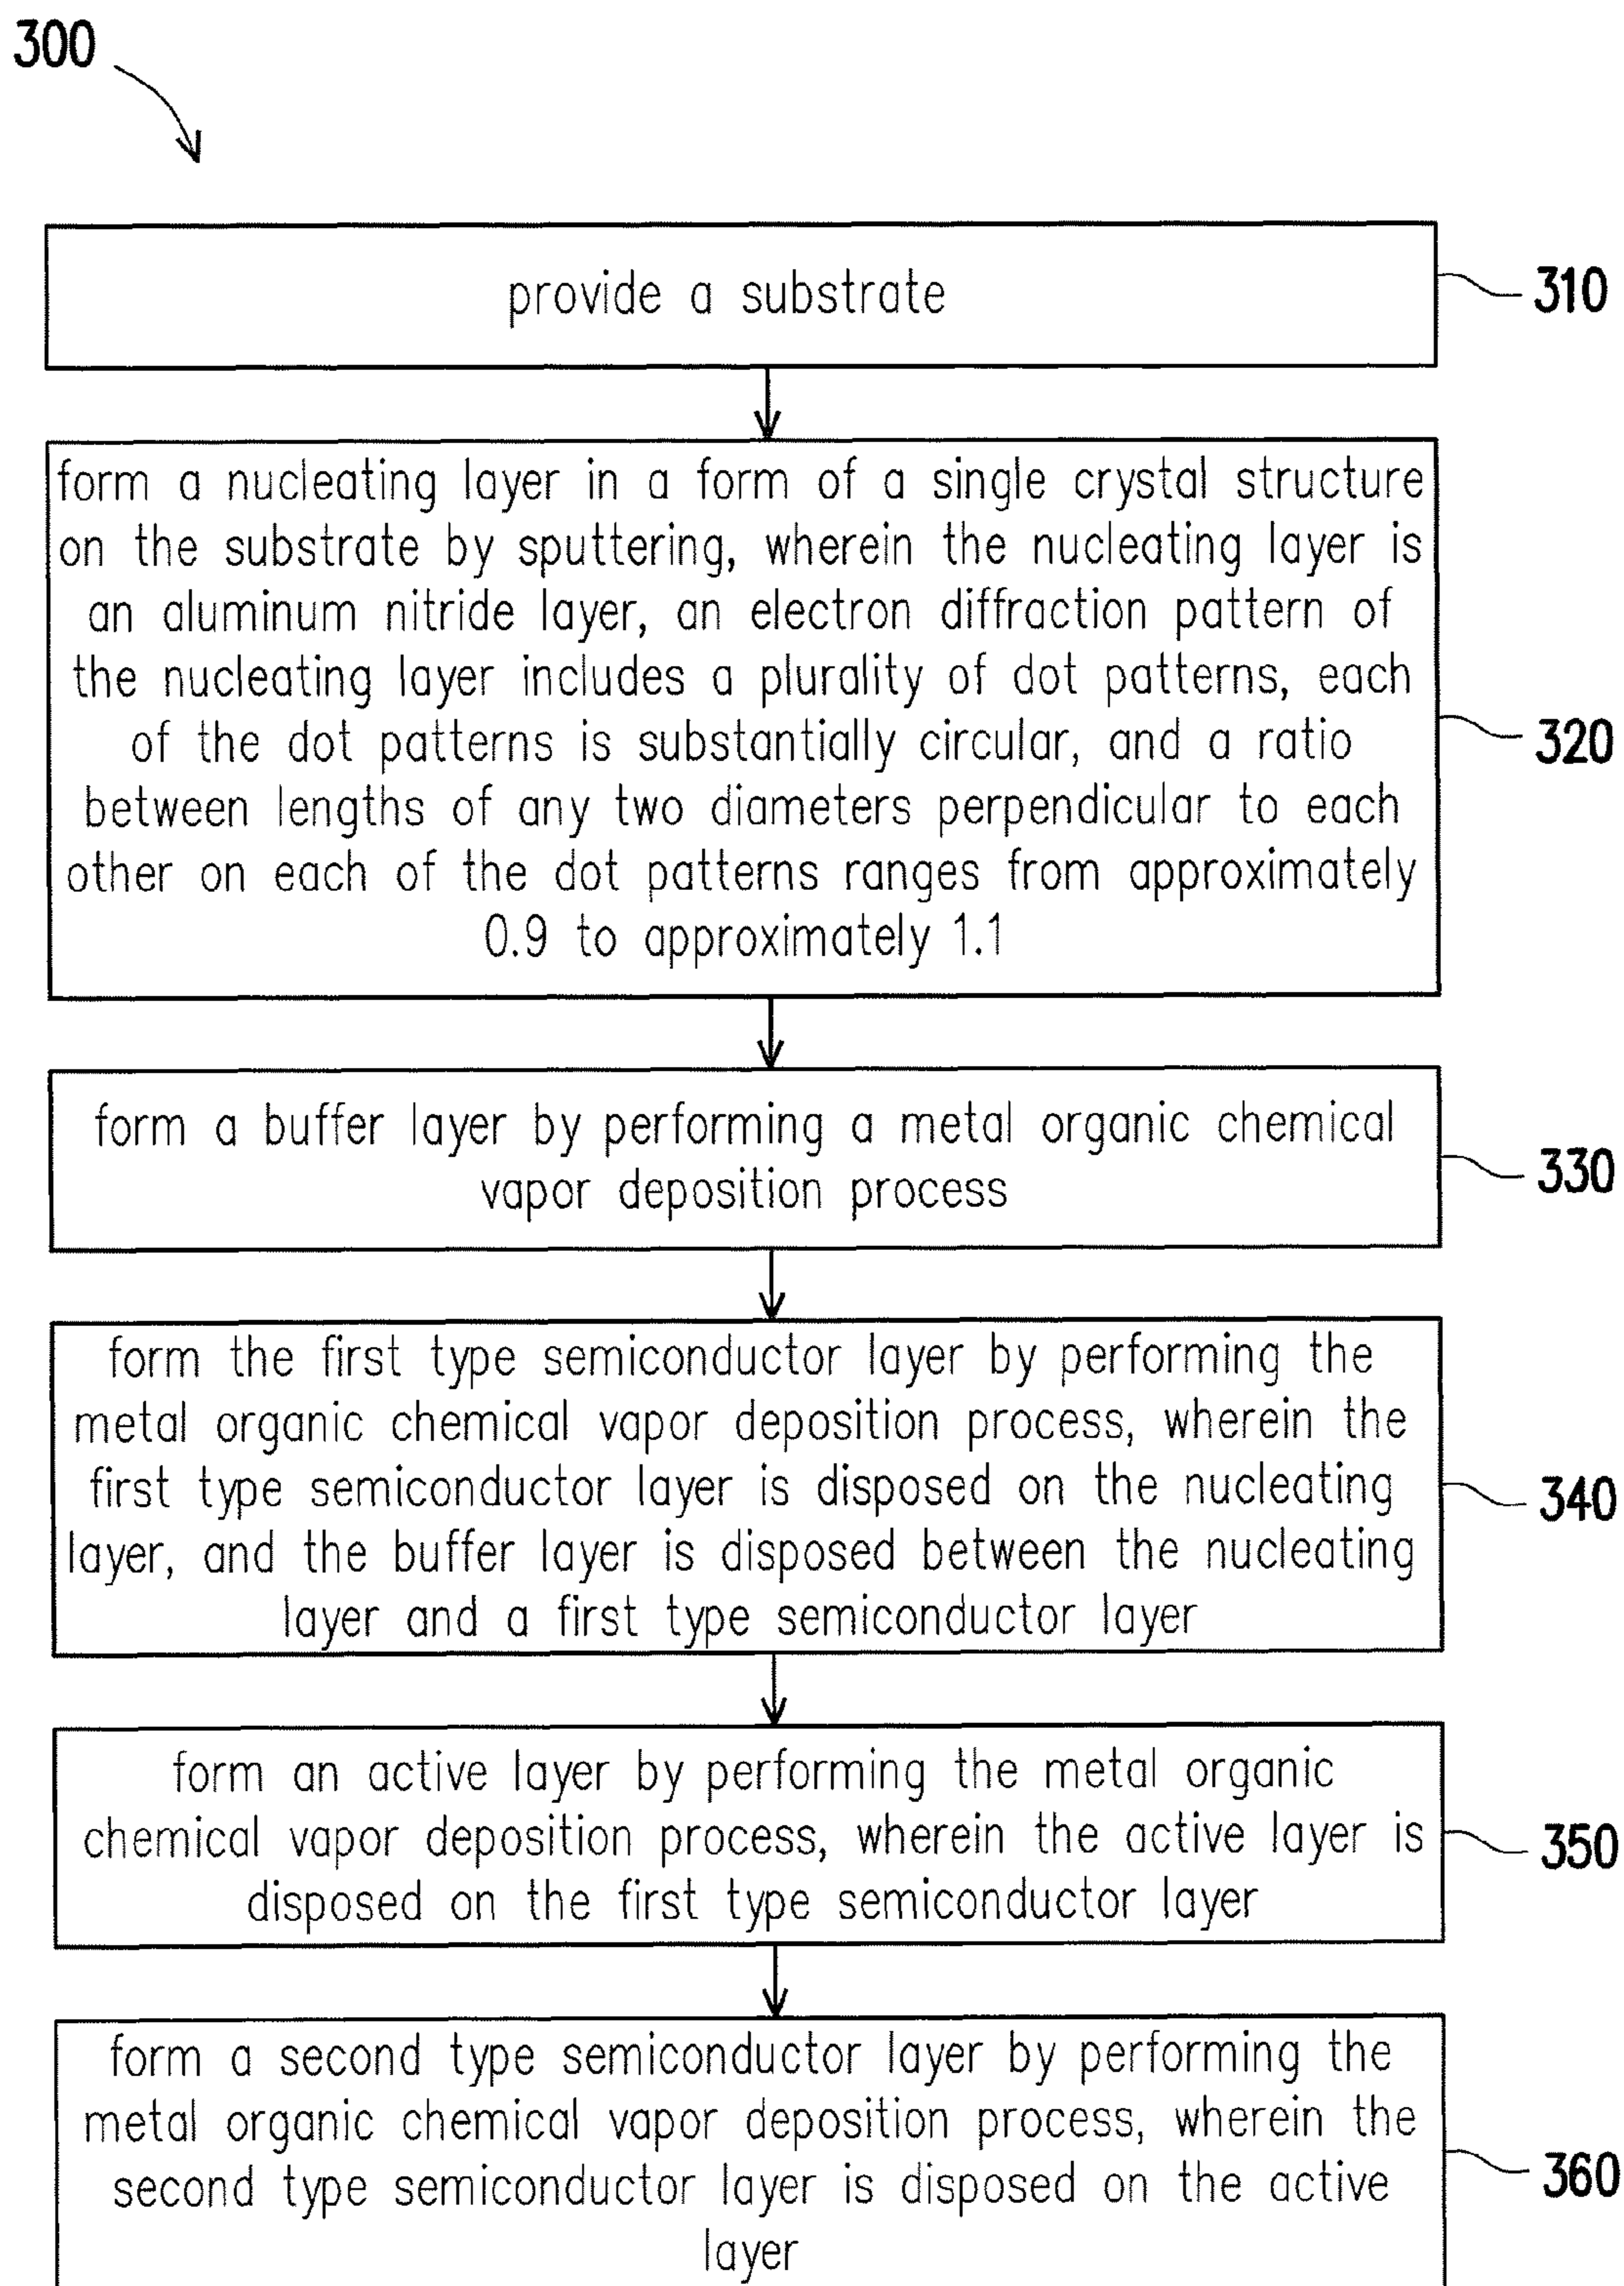 300
provide a substrate
310
form a nucleating layer in a form of a single crystal structure
on the substrate by sputtering, wherein the nucleating layer is
an aluminum nitride layer, an electron diffraction pattern of
the nucleating layer includes a plurality of dot patterns, each
of the dot patterns is substantially circular, and a ratio
between lengths of any two diameters perpendicular to each
other on each of the dot patterns ranges from approximately
0.9 to approximately 1.1
320
form a buffer layer by performing a metal organic chemical
vapor deposition process
330
form the first type semiconductor layer by performing the
metal organic chemical vapor deposition process, wherein the
first type semiconductor layer is disposed on the nucleating
layer, and the buffer layer is disposed between the nucleating
layer and a first type semiconductor layer
340
form an active layer by performing the metal organic
chemical vapor deposition process, wherein the active layer is
disposed on the first type semiconductor layer
350
form a second type semiconductor layer by performing the
metal organic chemical vapor deposition process, wherein the
second type semiconductor layer is disposed on the active
layer
360